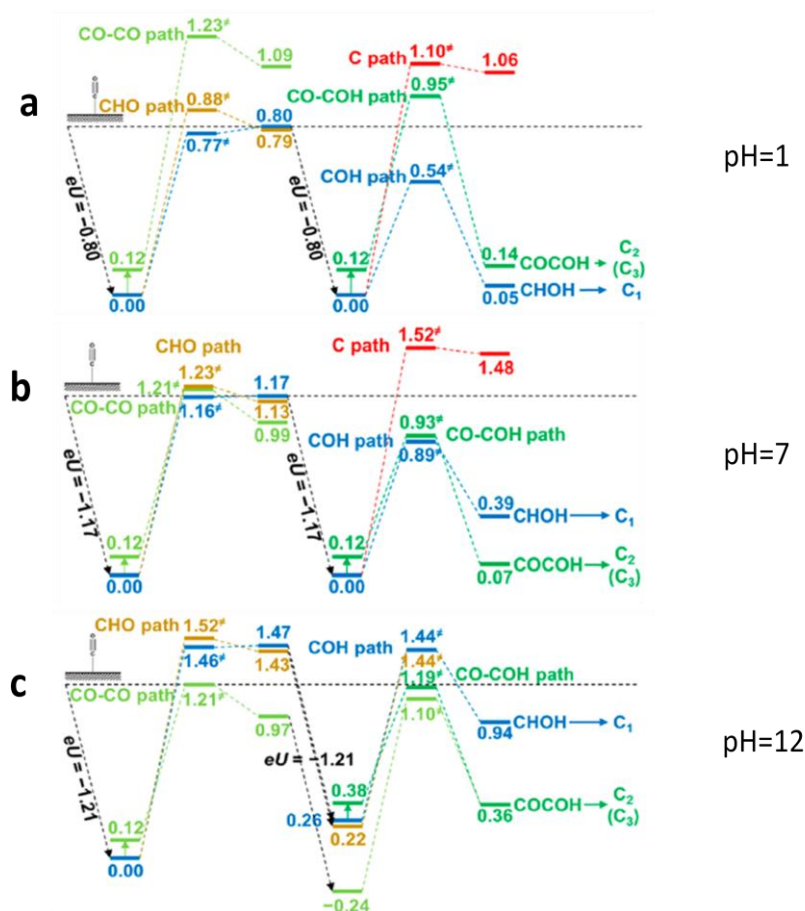 a
CO-CO path 1.23≠
1.09
CHO path 0.88≠
0.77≠
0.80
0.79
C path 1.10≠ 1.06
CO-COH path 0.95≠
COH path 0.54≠
eU = −0.80
eU = −0.80
0.12
0.00
0.12
0.00
0.14 COCOH → C2
(C3)
0.05 CHOH → C1
pH=1
b
CHO path
1.23≠
1.21≠
CO-CO path
1.16≠
1.17
1.13
0.99
C path 1.52≠
1.48
0.93≠
CO-COH path
COH path
0.89≠
eU = −1.17
eU = −1.17
0.12
0.00
0.12
0.00
0.39 CHOH → C1
0.07 COCOH → C2
(C3)
pH=7
c
CHO path 1.52≠
1.46≠
1.47
1.43
CO-CO path
1.21≠
0.97
COH path 1.44≠
1.44≠
1.19≠ CO-COH path
1.10≠
eU = −1.21
eU = −1.21
0.12
0.00
0.38
0.26
0.22
−0.24
0.94 CHOH → C1
0.36 COCOH → C2
(C3)
pH=12